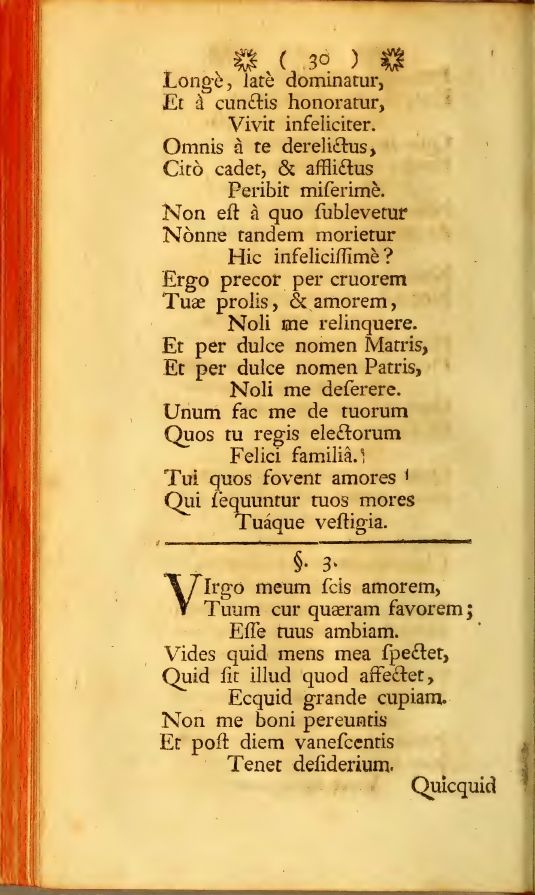 ( 30 )
Longè, latè dominatur,
Et à cunctis honoratur,
Vivit infeliciter.
Omnis à te derelictus,
Citò cadet, & afflictus
Peribit miſerimè.
Non eſt à quo ſublevetur
Nònne tandem morietur
Hic infeliciſſimè?
Ergo precor per cruorem
Tuæ prolis, & amorem,
Noli me relinquere.
Et per dulce nomen Matris,
Et per dulce nomen Patris,
Noli me deſerere.
Unum fac me de tuorum
Quos tu regis electorum
Felici familiâ.
Tui quos fovent amores
Qui ſequuntur tuos mores
Tuáque veſtigia.
§. 3.
VIrgo meum ſcis amorem,
Tuum cur quæram favorem;
Eſſe tuus ambiam.
Vides quid mens mea ſpectet,
Quid ſit illud quod affectet,
Ecquid grande cupiam.
Non me boni pereuntis
Et poſt diem vaneſcentis
Tenet deſiderium.
Quicquid